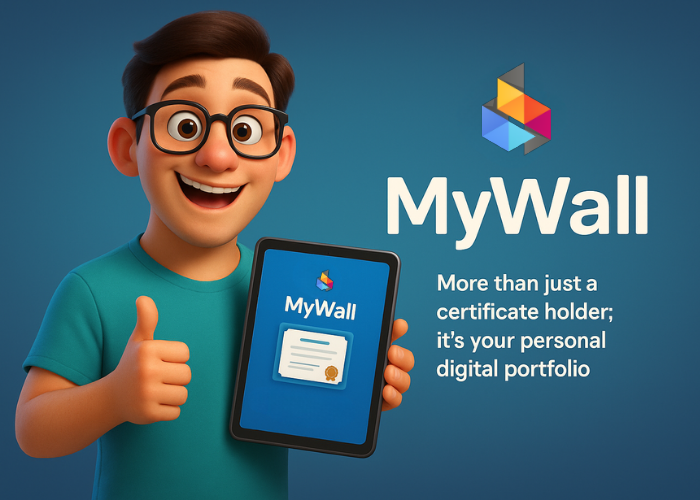 MyWall
More than just a
certificate holder;
it's your personal
digital portfolio
MyWall